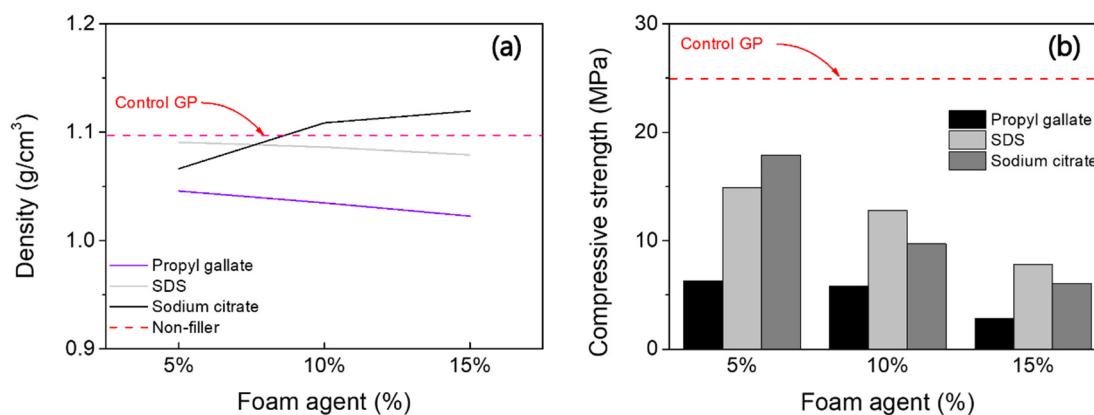 (a)
Density (g/cm³)
1.2
1.1
1.0
0.9
Control GP
Propyl gallate
SDS
Sodium citrate
Non-filler
5%
10%
15%
Foam agent (%)
(b)
Compressive strength (MPa)
30
20
10
0
Control GP
Propyl gallate
SDS
Sodium citrate
5%
10%
15%
Foam agent (%)